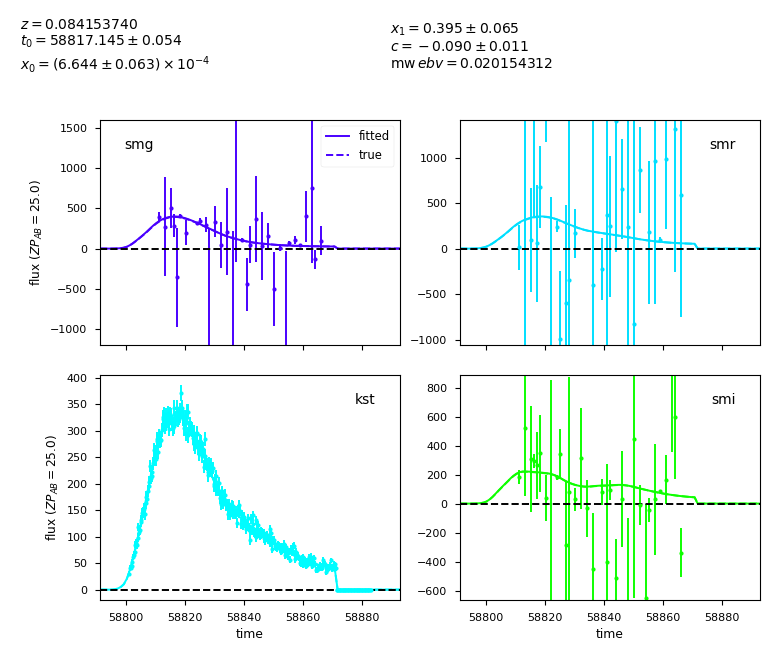 z = 0.084153740
t₀ = 58817.145 ± 0.054
x₀ = (6.644 ± 0.063) × 10⁻⁴
x₁ = 0.395 ± 0.065
c = −0.090 ± 0.011
mw ebv = 0.020154312
smg
fitted
true
1500
1000
500
0
−500
−1000
flux (ZP_AB = 25.0)
smr
1000
500
0
−500
−1000
kst
400
350
300
250
200
150
100
50
0
flux (ZP_AB = 25.0)
58800 58820 58840 58860 58880
time
smi
800
600
400
200
0
−200
−400
−600
58800 58820 58840 58860 58880
time